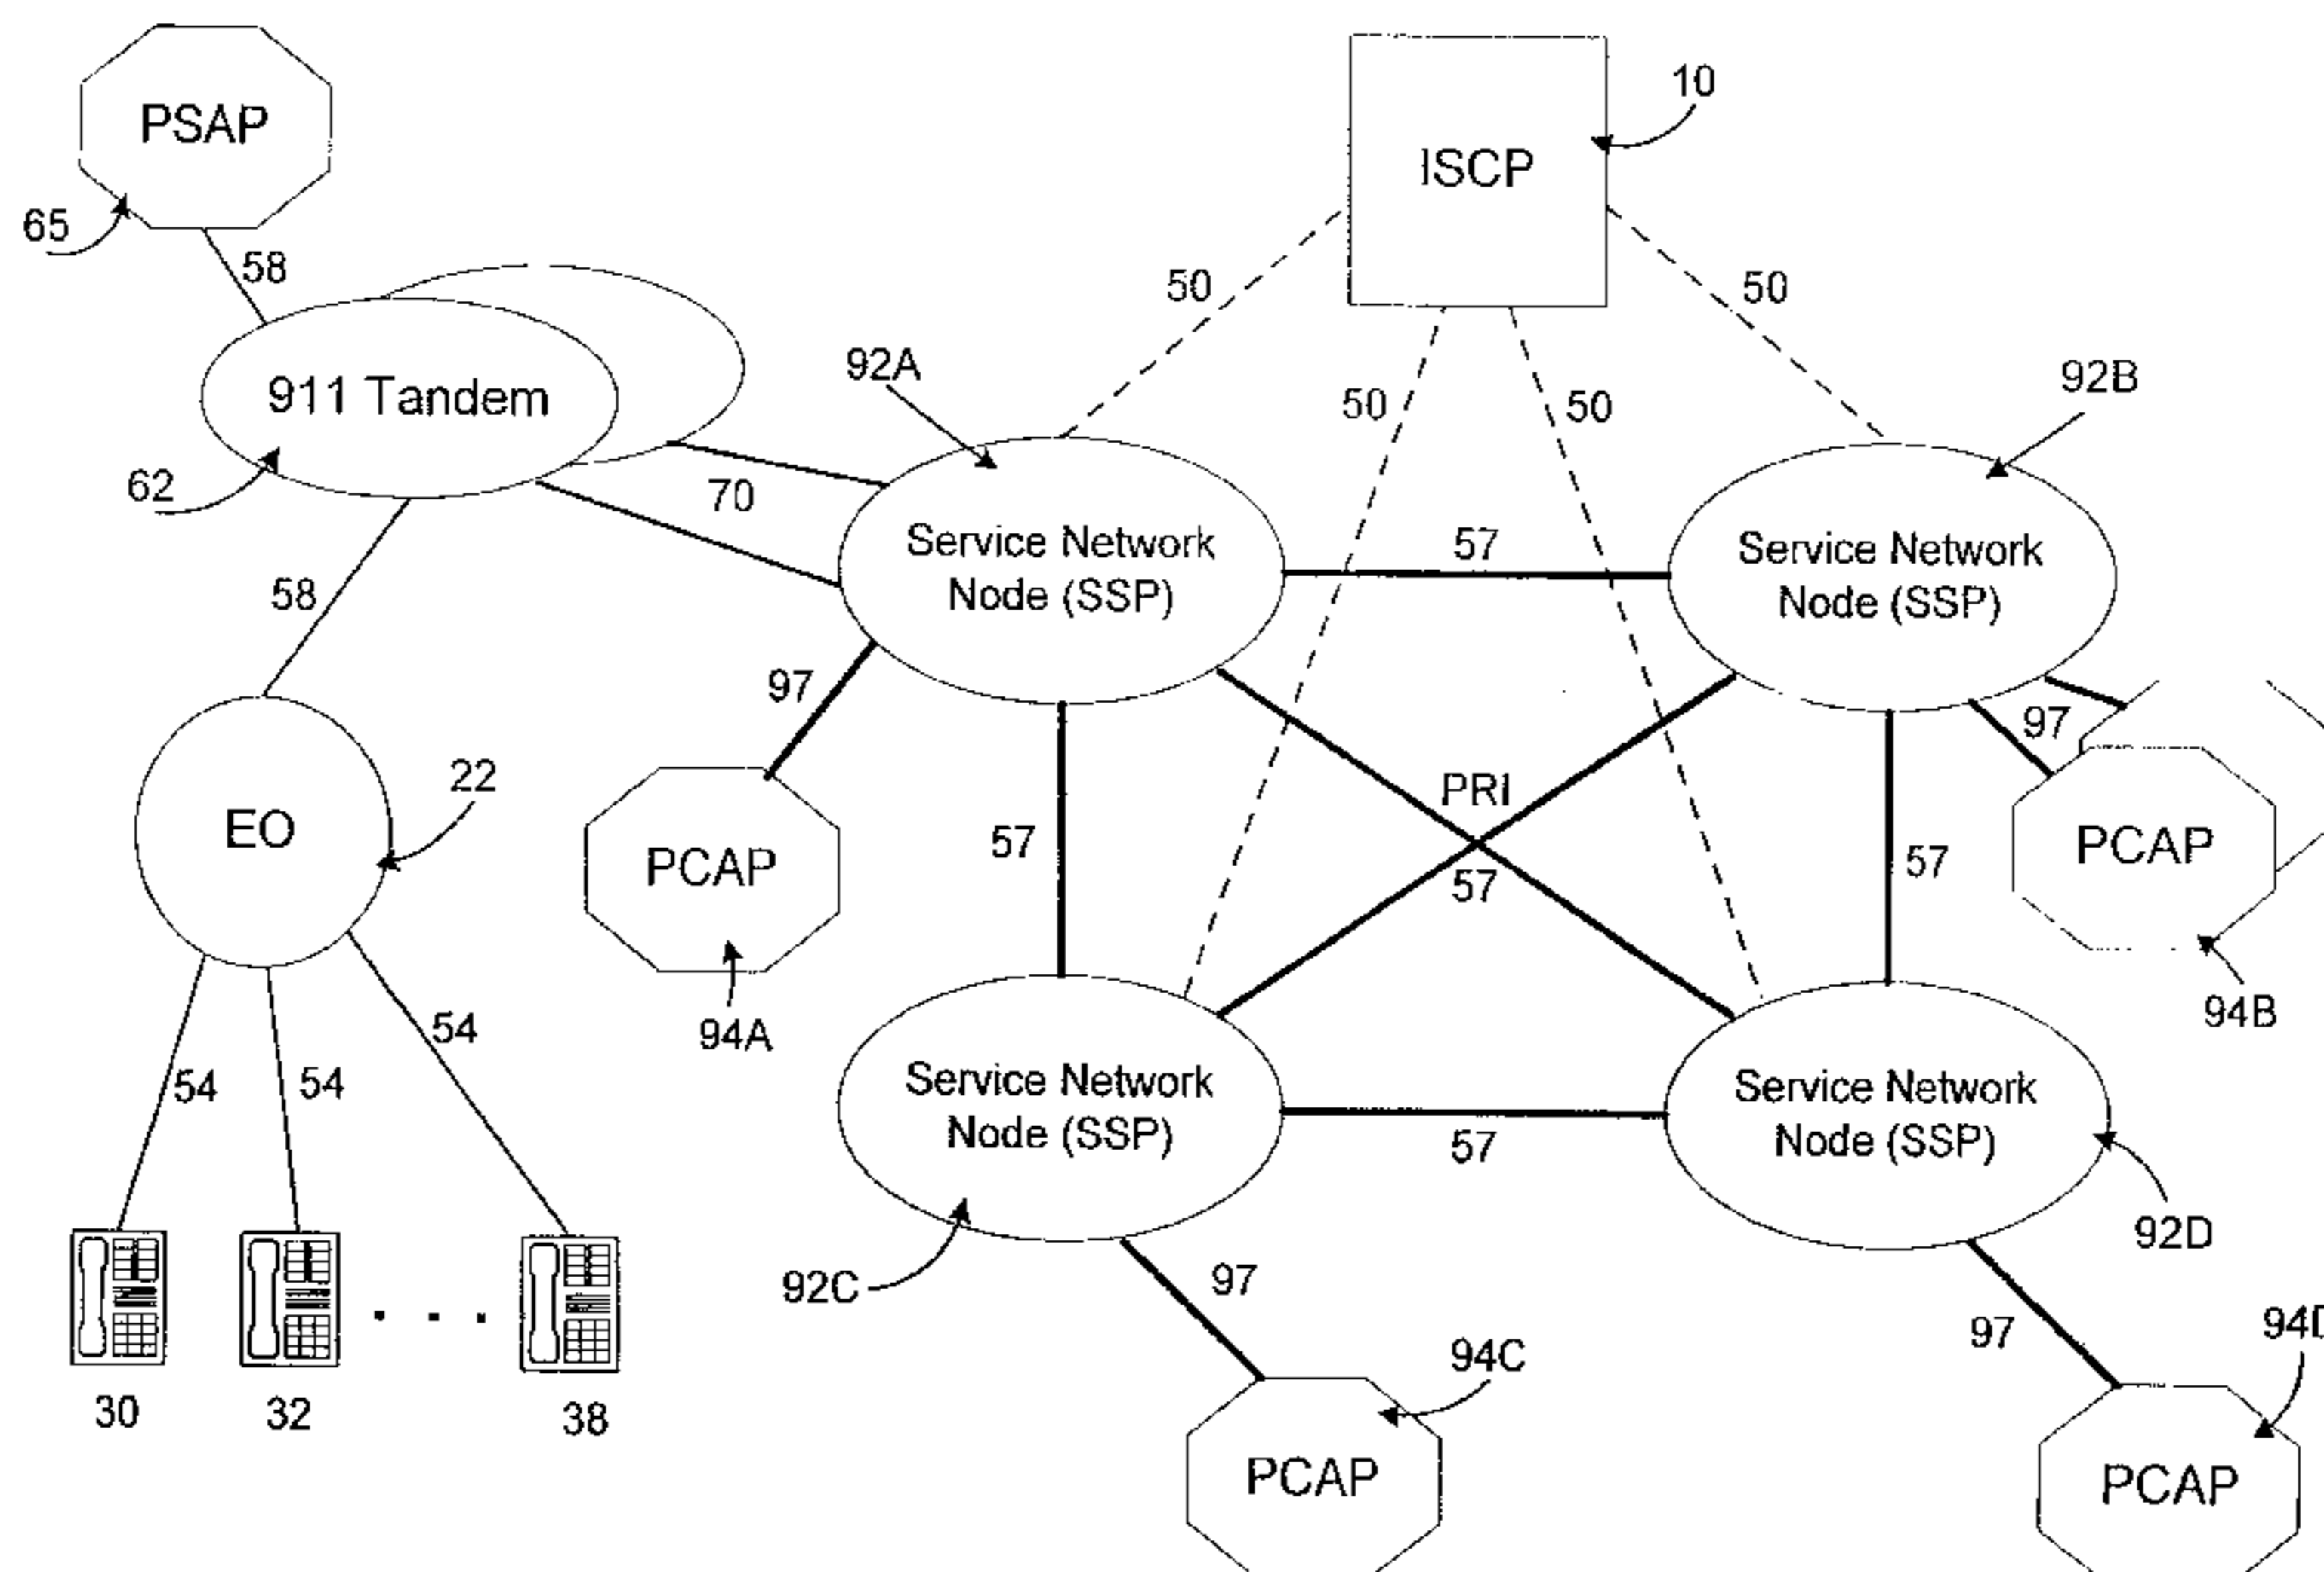 PSAP
10
ISCP
65
58
50
50
92A
92B
911 Tandem
50
50
62
70
Service Network
Node (SSP)
57
Service Network
Node (SSP)
58
97
97
22
PRI
EO
PCAP
57
57
57
PCAP
94A
94B
54
54
54
Service Network
Node (SSP)
57
Service Network
Node (SSP)
92D
92C
97
97
94C
94D
30
32
38
PCAP
PCAP